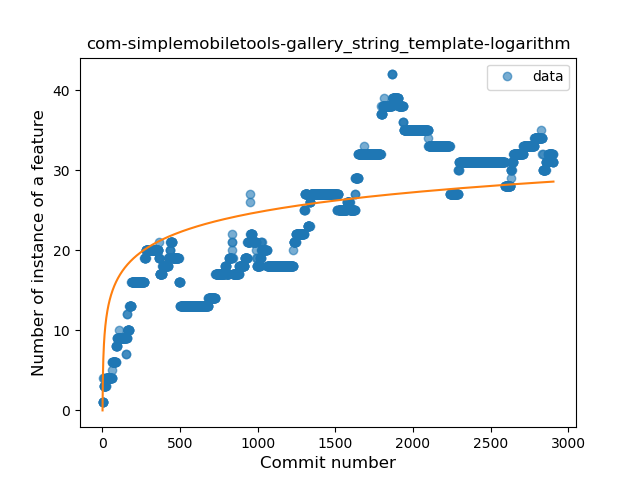 com-simplemobiletools-gallery_string_template-logarithm
data
Number of instance of a feature
40
30
20
10
0
0 500 1000 1500 2000 2500 3000
Commit number